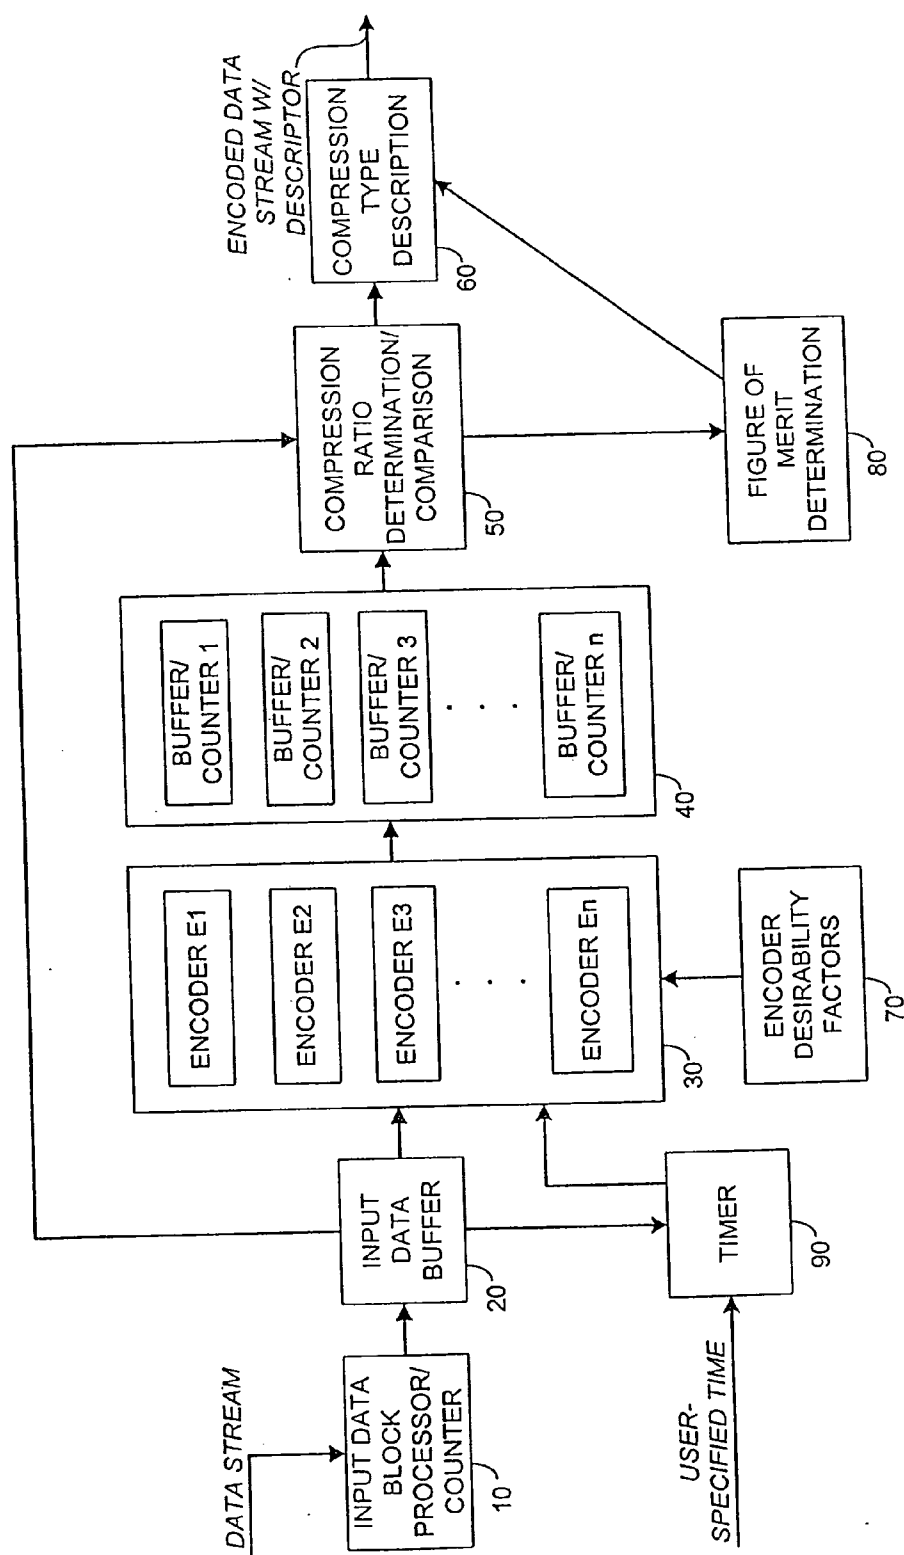 DATA STREAM
INPUT DATA
BLOCK
PROCESSOR/
COUNTER
10
INPUT
DATA
BUFFER
20
USER-
SPECIFIED TIME
TIMER
90
ENCODER E1
ENCODER E2
ENCODER E3
. . .
ENCODER En
30
ENCODER
DESIRABILITY
FACTORS
70
BUFFER/
COUNTER 1
BUFFER/
COUNTER 2
BUFFER/
COUNTER 3
. . .
BUFFER/
COUNTER n
40
COMPRESSION
RATIO
DETERMINATION/
COMPARISON
50
FIGURE OF
MERIT
DETERMINATION
80
COMPRESSION
TYPE
DESCRIPTION
60
ENCODED DATA
STREAM W/
DESCRIPTOR